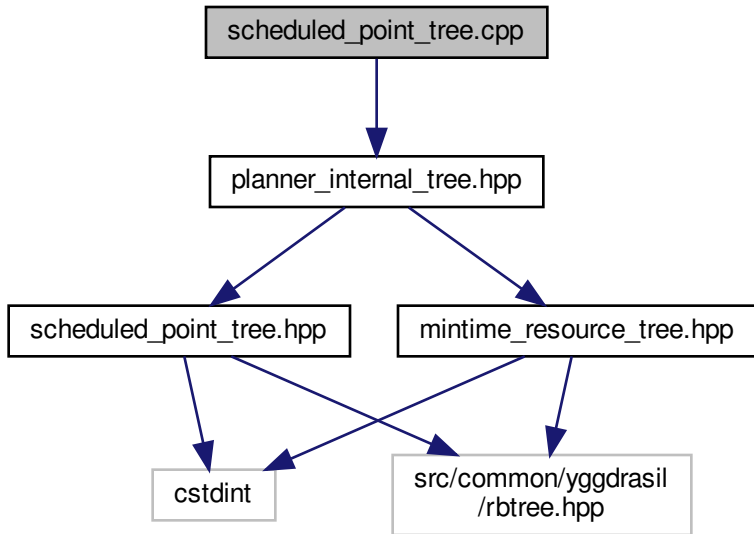 scheduled_point_tree.cpp
planner_internal_tree.hpp
scheduled_point_tree.hpp
mintime_resource_tree.hpp
cstdint
src/common/yggdrasil
/rbtree.hpp